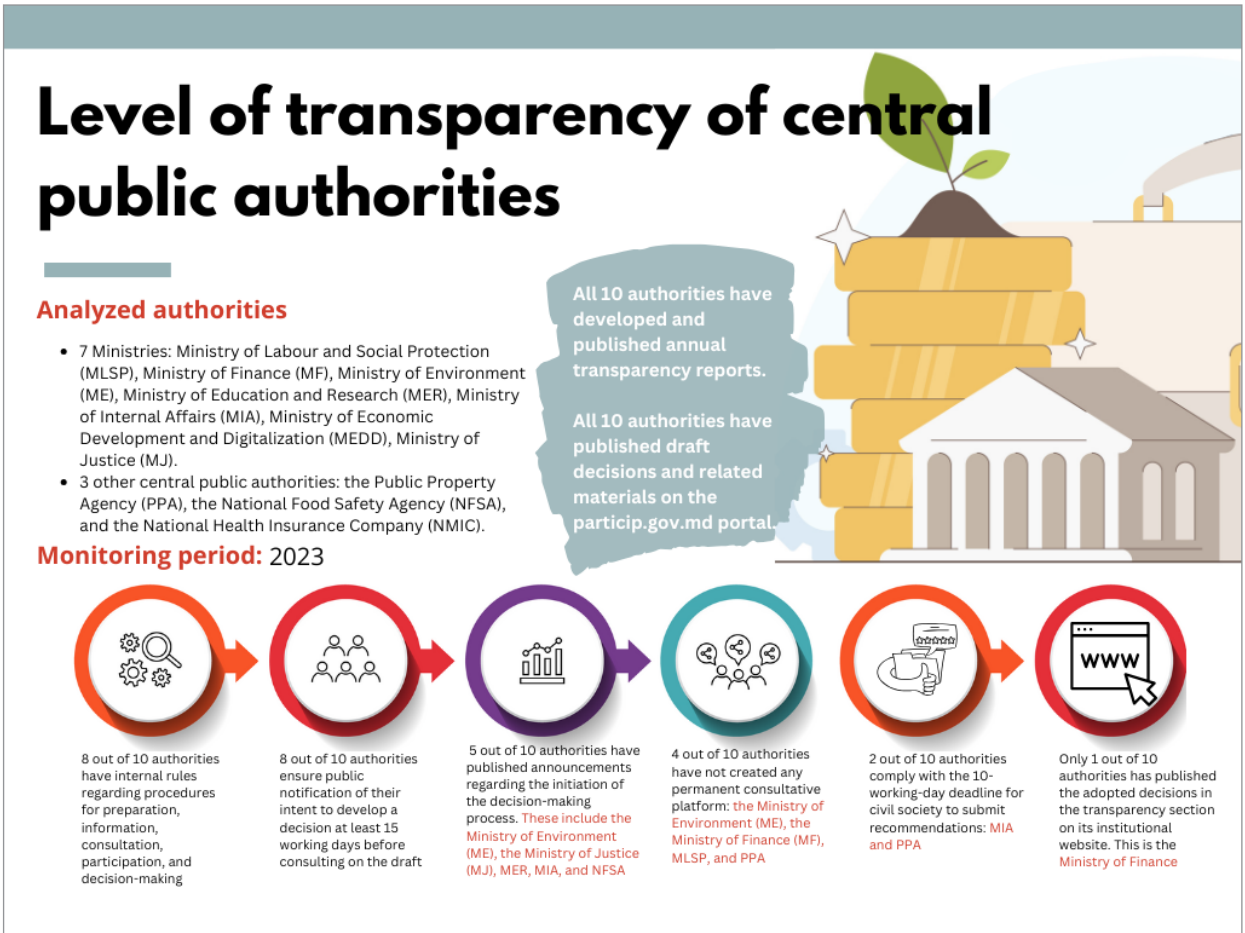 Level of transparency of central
public authorities
Analyzed authorities
• 7 Ministries: Ministry of Labour and Social Protection
(MLSP), Ministry of Finance (MF), Ministry of Environment
(ME), Ministry of Education and Research (MER), Ministry
of Internal Affairs (MIA), Ministry of Economic
Development and Digitalization (MEDD), Ministry of
Justice (MJ).
• 3 other central public authorities: the Public Property
Agency (PPA), the National Food Safety Agency (NFSA),
and the National Health Insurance Company (NMIC).
Monitoring period: 2023
All 10 authorities have
developed and
published annual
transparency reports.
All 10 authorities have
published draft
decisions and related
materials on the
particip.gov.md portal.
8 out of 10 authorities
have internal rules
regarding procedures
for preparation,
information,
consultation,
participation, and
decision-making
8 out of 10 authorities
ensure public
notification of their
intent to develop a
decision at least 15
working days before
consulting on the draft
5 out of 10 authorities have
published announcements
regarding the initiation of
the decision-making
process. These include the
Ministry of Environment
(ME), the Ministry of Justice
(MJ), MER, MIA, and NFSA
4 out of 10 authorities
have not created any
permanent consultative
platform: the Ministry of
Environment (ME), the
Ministry of Finance (MF),
MLSP, and PPA
2 out of 10 authorities
comply with the 10-
working-day deadline for
civil society to submit
recommendations: MIA
and PPA
www
Only 1 out of 10
authorities has published
the adopted decisions in
the transparency section
on its institutional
website. This is the
Ministry of Finance